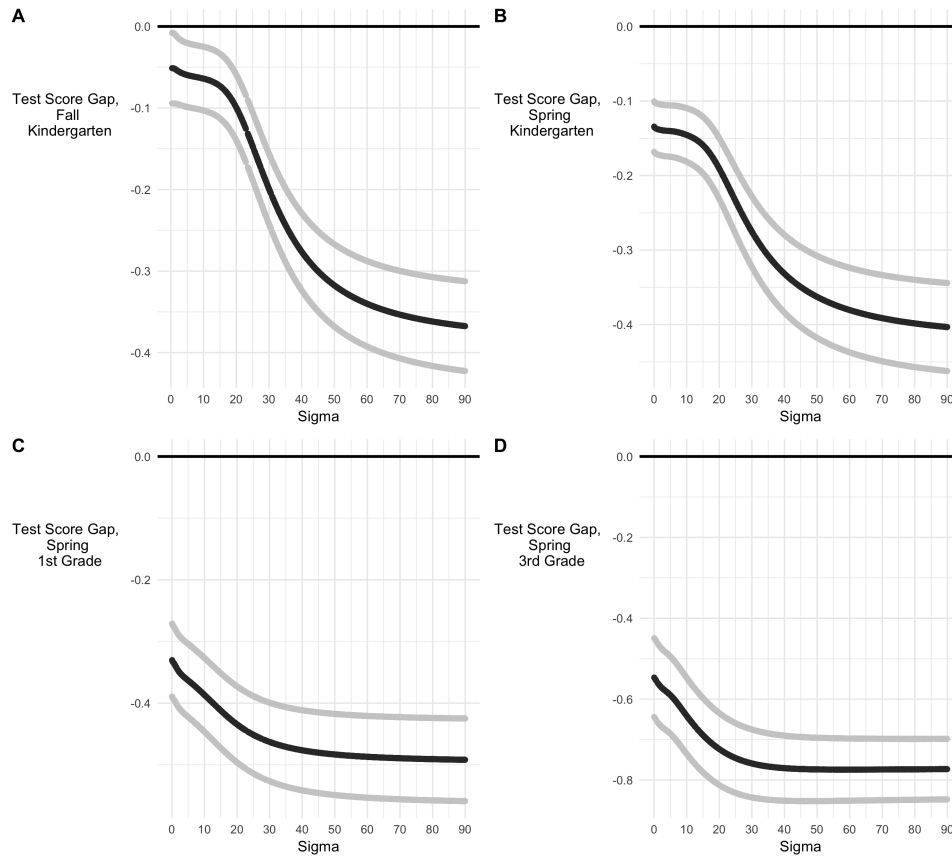 A
B
0.0
-0.1
-0.2
-0.3
-0.4
Test Score Gap,
Fall
Kindergarten
0 10 20 30 40 50 60 70 80 90
Sigma
0.0
-0.1
-0.2
-0.3
-0.4
Test Score Gap,
Spring
Kindergarten
0 10 20 30 40 50 60 70 80 90
Sigma
C
D
0.0
-0.2
-0.4
Test Score Gap,
Spring
1st Grade
0 10 20 30 40 50 60 70 80 90
Sigma
0.0
-0.2
-0.4
-0.6
-0.8
Test Score Gap,
Spring
3rd Grade
0 10 20 30 40 50 60 70 80 90
Sigma